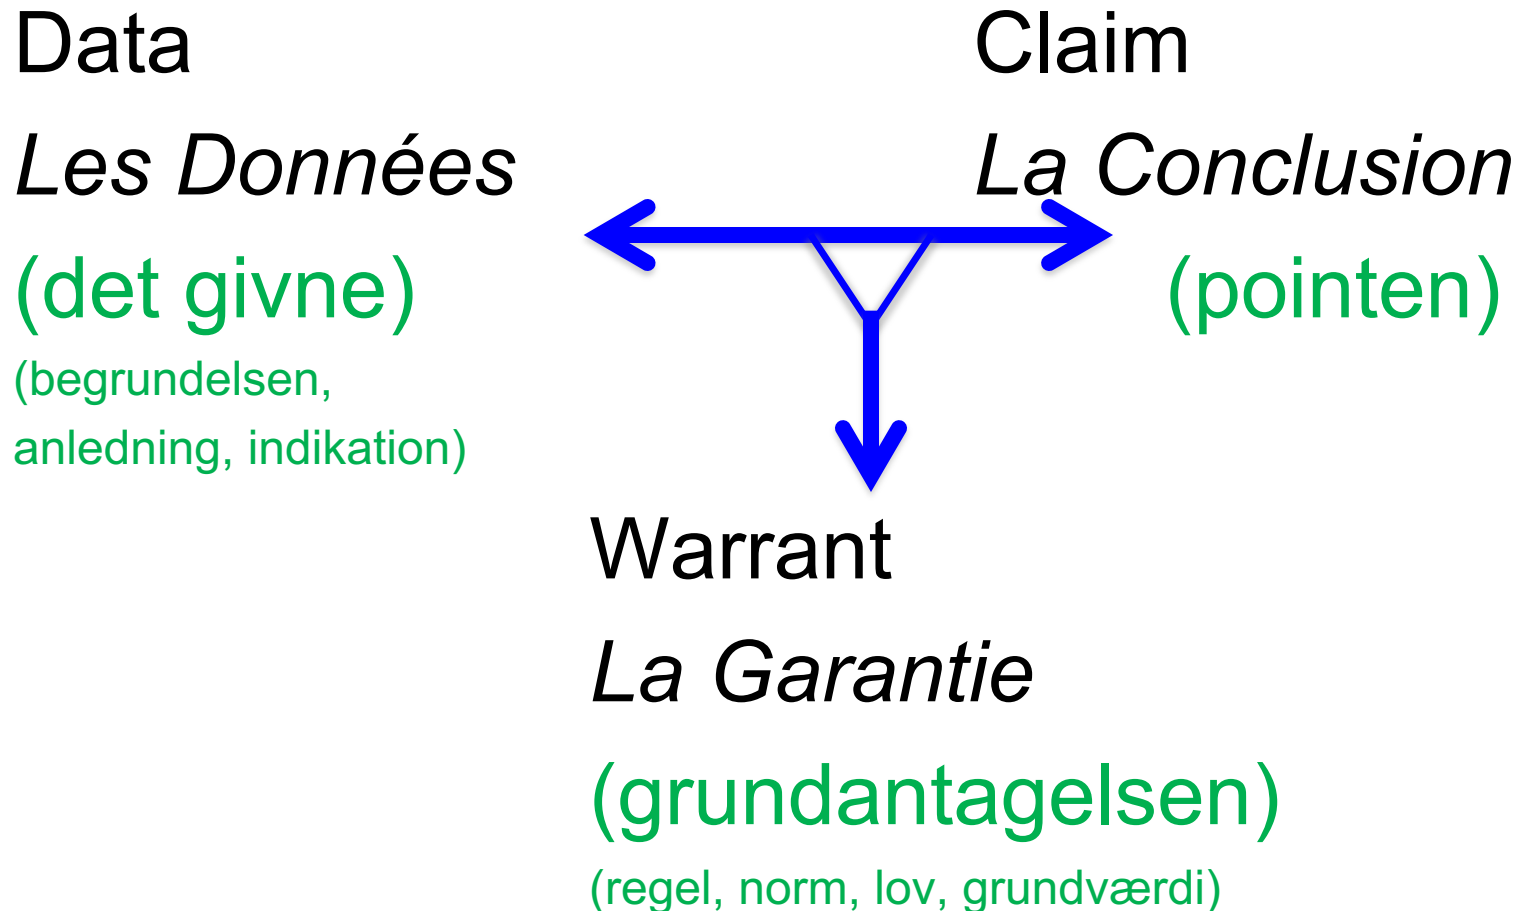 Data
Les Données
(det givne)
(begrundelsen,
anledning, indikation)
Claim
La Conclusion
(pointen)
Warrant
La Garantie
(grundantagelsen)
(regel, norm, lov, grundværdi)